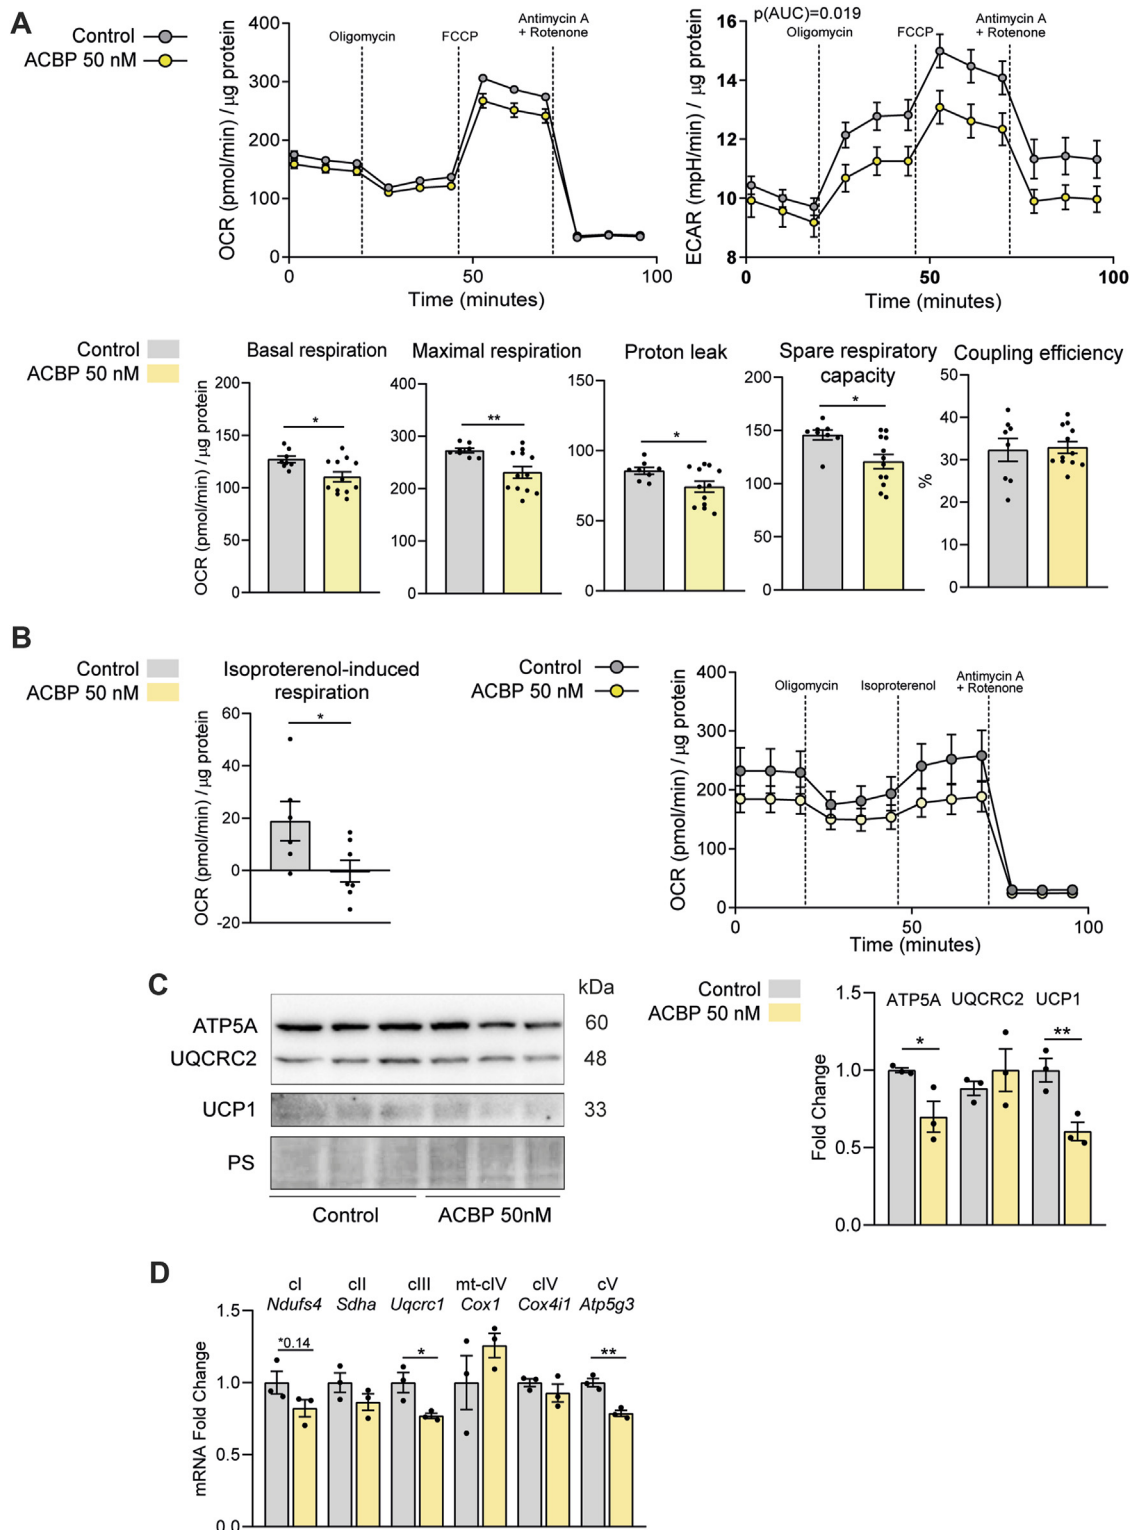 A
Control
ACBP 50 nM
400
300
200
100
0
OCR (pmol/min) / µg protein
Oligomycin
FCCP
Antimycin A
+ Rotenone
0
50
100
Time (minutes)
16
14
12
10
8
ECAR (mpH/min) / µg protein
p(AUC)=0.019
Oligomycin
FCCP
Antimycin A
+ Rotenone
0
50
100
Time (minutes)
Control
ACBP 50 nM
Basal respiration
OCR (pmol/min) / µg protein
200
150
100
50
0
*
Maximal respiration
400
300
200
100
0
**
Proton leak
150
100
50
0
*
Spare respiratory
capacity
200
150
100
50
0
*
Coupling efficiency
%
50
40
30
20
10
0
B
Control
ACBP 50 nM
Isoproterenol-induced
respiration
OCR (pmol/min) / µg protein
60
40
20
0
-20
*
Control
ACBP 50 nM
OCR (pmol/min) / µg protein
400
300
200
100
0
Oligomycin
Isoproterenol
Antimycin A
+ Rotenone
0
50
100
Time (minutes)
C
kDa
ATP5A
60
UQCRC2
48
UCP1
33
PS
Control
ACBP 50nM
Control
ACBP 50 nM
Fold Change
1.5
1.0
0.5
0.0
ATP5A
UQCRC2
UCP1
*
**
D
mRNA Fold Change
1.5
1.0
0.5
0.0
cI
Ndufs4
cII
Sdha
cIII
Uqcrc1
mt-cIV
Cox1
cIV
Cox4i1
cV
Atp5g3
*0.14
*
**